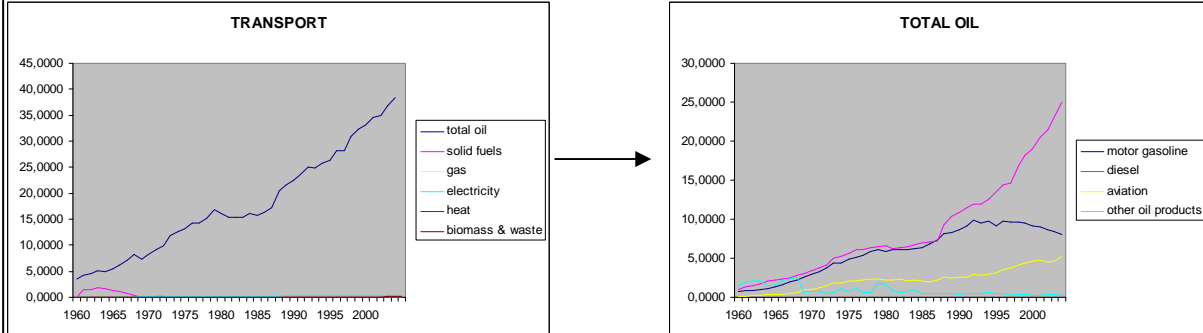 TRANSPORT
45,0000
40,0000
35,0000
30,0000
25,0000
20,0000
15,0000
10,0000
5,0000
0,0000
1960 1965 1970 1975 1980 1985 1990 1995 2000
total oil
solid fuels
gas
electricity
heat
biomass & waste
TOTAL OIL
30,0000
25,0000
20,0000
15,0000
10,0000
5,0000
0,0000
1960 1965 1970 1975 1980 1985 1990 1995 2000
motor gasoline
diesel
aviation
other oil products